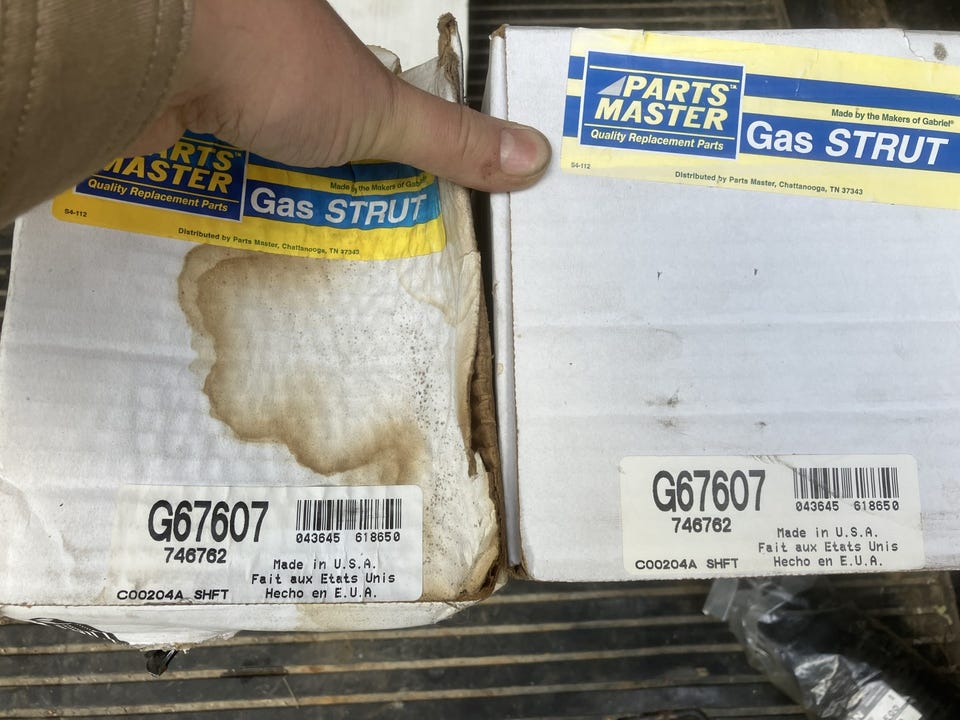 PARTS
MASTER
Quality Replacement Parts
Made by the Makers of Gabriel®
Gas STRUT
S4-112
Distributed by Parts Master, Chattanooga, TN 37343
G67607
746762
043645 618650
Made in U.S.A.
Fait aux Etats Unis
Hecho en E.U.A.
C00204A SHFT
PARTS™
MASTER
Quality Replacement Parts
Made by the Makers of Gabriel®
Gas STRUT
S4-112
Distributed by Parts Master, Chattanooga, TN 37343
G67607
746762
043645 618650
Made in U.S.A.
Fait aux Etats Unis
Hecho en E.U.A.
C00204A SHFT